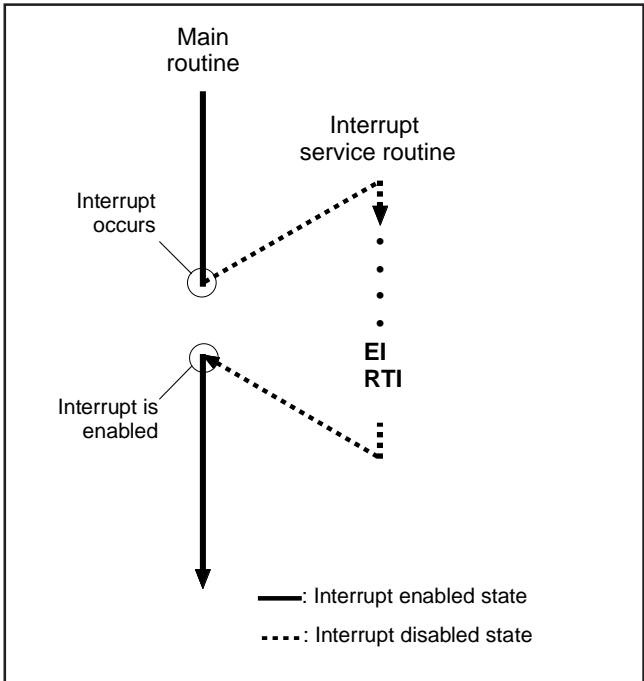 Main
routine
Interrupt
service routine
Interrupt
occurs
EI
RTI
Interrupt is
enabled
: Interrupt enabled state
: Interrupt disabled state